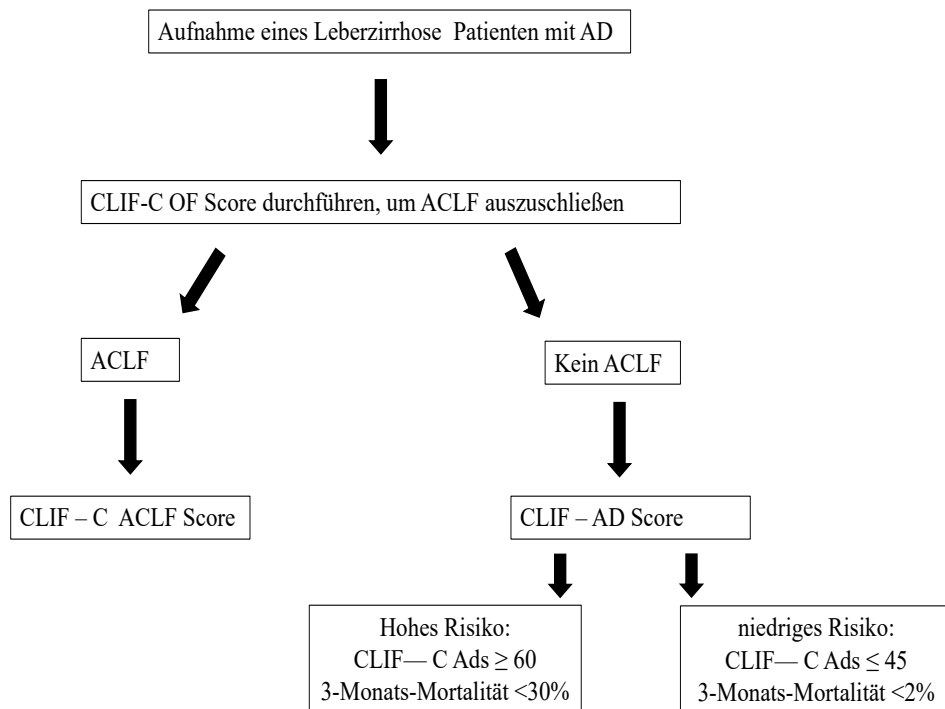 Aufnahme eines Leberzirrhose Patienten mit AD
CLIF-C OF Score durchführen, um ACLF auszuschließen
ACLF
Kein ACLF
CLIF – C ACLF Score
CLIF – AD Score
Hohes Risiko:
CLIF— C Ads ≥ 60
3-Monats-Mortalität <30%
niedriges Risiko:
CLIF— C Ads ≤ 45
3-Monats-Mortalität <2%